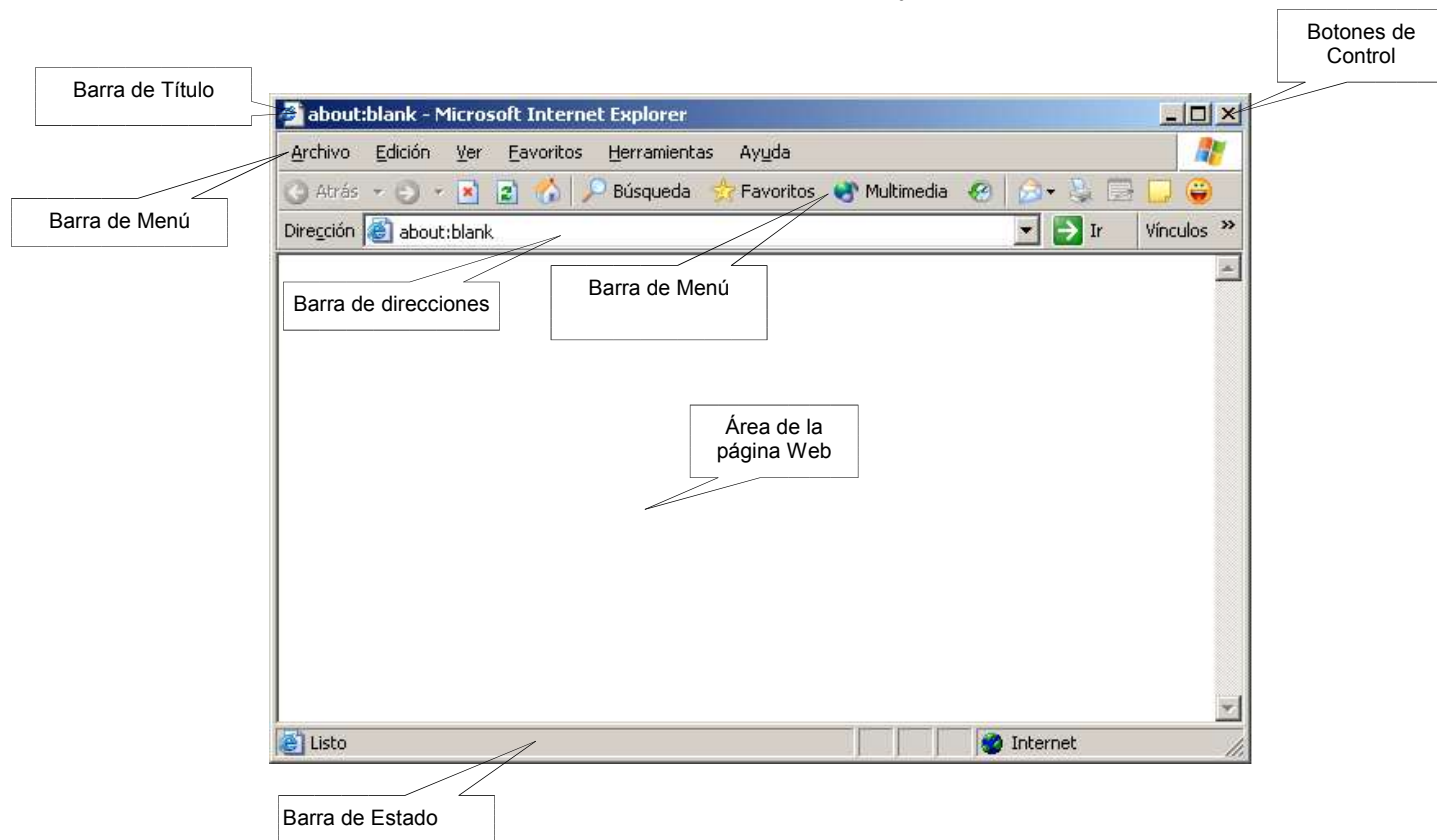 Botones de
Control
Barra de Título
about:blank - Microsoft Internet Explorer
Archivo Edición Ver Favoritos Herramientas Ayuda
Atrás Búsqueda Favoritos Multimedia
Barra de Menú
Dirección about:blank Ir Vínculos »
Barra de direcciones
Barra de Menú
Área de la
página Web
Listo Internet
Barra de Estado